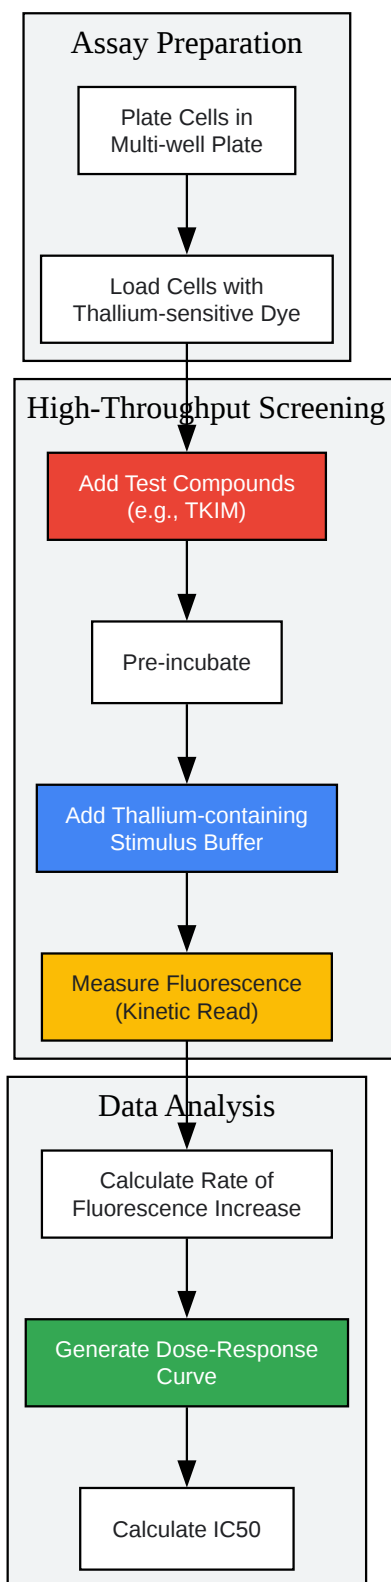 Assay Preparation
Plate Cells in
Multi-well Plate
Load Cells with
Thallium-sensitive Dye
High-Throughput Screening
Add Test Compounds
(e.g., TKIM)
Pre-incubate
Add Thallium-containing
Stimulus Buffer
Measure Fluorescence
(Kinetic Read)
Data Analysis
Calculate Rate of
Fluorescence Increase
Generate Dose-Response
Curve
Calculate IC50